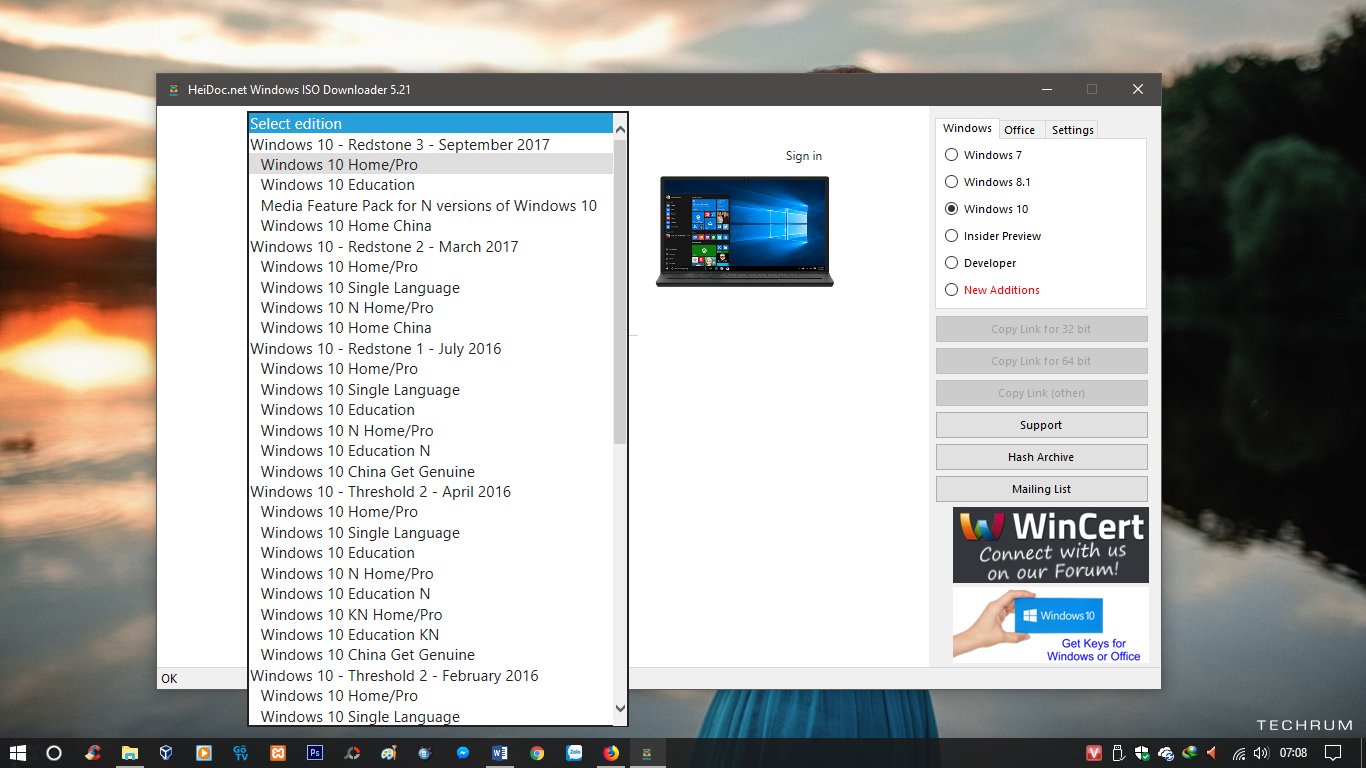 HeiDoc.net Windows ISO Downloader 5.21
Select edition
Windows 10 - Redstone 3 - September 2017
Windows 10 Home/Pro
Windows 10 Education
Media Feature Pack for N versions of Windows 10
Windows 10 Home China
Windows 10 - Redstone 2 - March 2017
Windows 10 Home/Pro
Windows 10 Single Language
Windows 10 N Home/Pro
Windows 10 Home China
Windows 10 - Redstone 1 - July 2016
Windows 10 Home/Pro
Windows 10 Single Language
Windows 10 Education
Windows 10 N Home/Pro
Windows 10 Education N
Windows 10 China Get Genuine
Windows 10 - Threshold 2 - April 2016
Windows 10 Home/Pro
Windows 10 Single Language
Windows 10 Education
Windows 10 N Home/Pro
Windows 10 Education N
Windows 10 KN Home/Pro
Windows 10 Education KN
Windows 10 China Get Genuine
Windows 10 - Threshold 2 - February 2016
Windows 10 Home/Pro
Windows 10 Single Language
Sign in
Windows Office Settings
Windows 7
Windows 8.1
Windows 10
Insider Preview
Developer
New Additions
Copy Link for 32 bit
Copy Link for 64 bit
Copy Link (other)
Support
Hash Archive
Mailing List
WinCert
Connect with us
on our Forum!
Windows10
Get Keys for
Windows or Office
OK
TECHRUM
GŏTV
Ps
Zalo
07:08